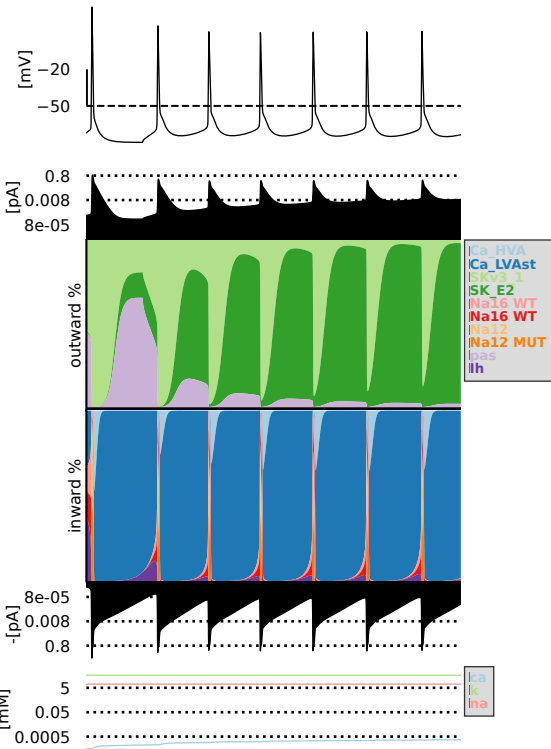 [mV]
−20
−50
[pA]
0.8
0.008
8e-05
outward %
Ca_HVA
Ca_LVAst
SKv3_1
SK_E2
Na16 WT
Na16 WT
Na12
Na12 MUT
pas
Ih
inward %
-[pA]
8e-05
0.008
0.8
[mM]
5
0.05
0.0005
ca
k
na